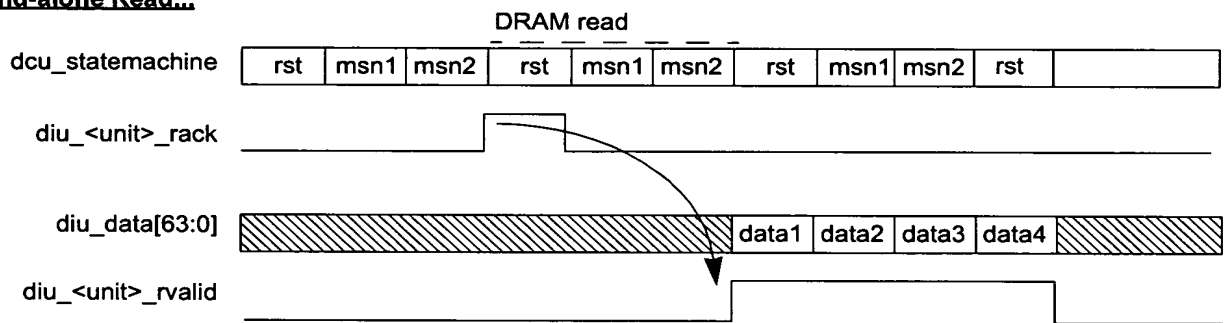 DRAM read
dcu_statemachine rst msn1 msn2 rst msn1 msn2 rst msn1 msn2 rst
diu_<unit>_rack
diu_data[63:0] data1 data2 data3 data4
diu_<unit>_rvalid